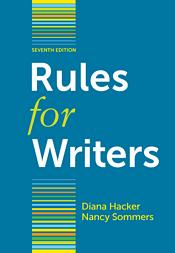 SEVENTH EDITION
Rules
for
Writers
Diana Hacker
Nancy Sommers